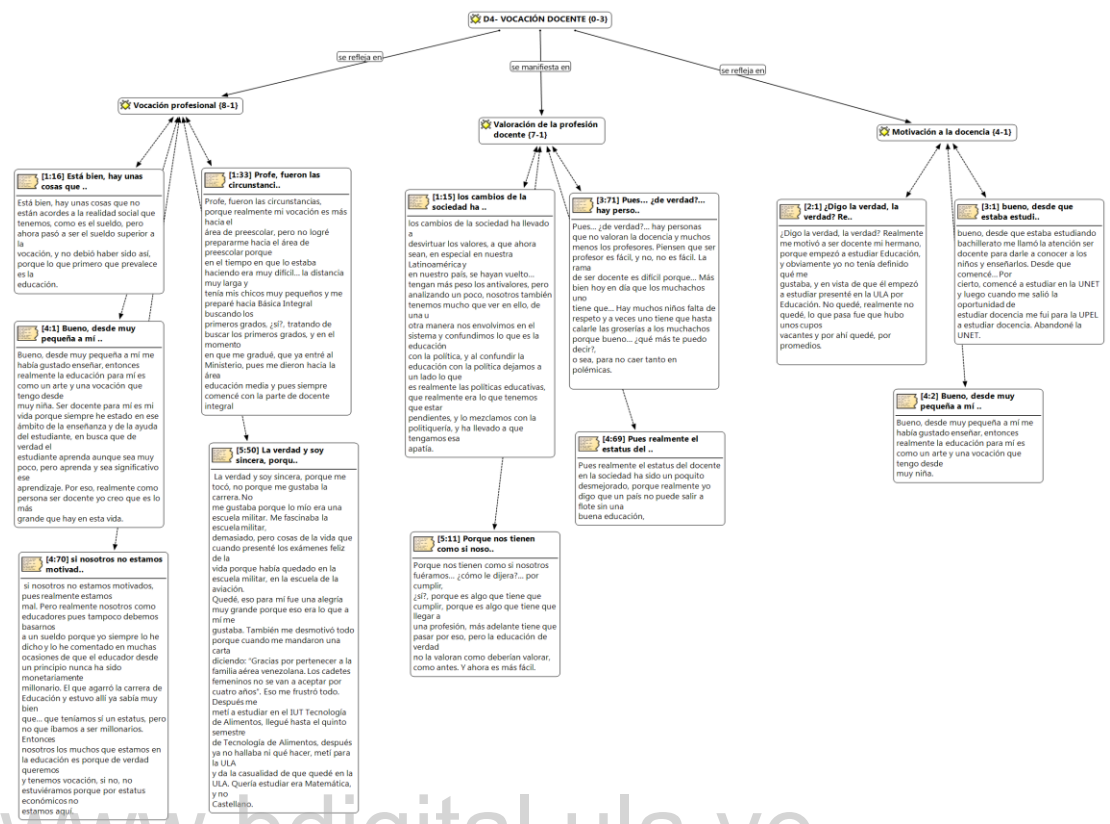 D4- VOCACIÓN DOCENTE {0-3}
se refleja en
se manifiesta en
se refleja en
Vocación profesional {8-1}
Valoración de la profesión
docente {7-1}
Motivación a la docencia {4-1}
[1:16] Está bien, hay unas
cosas que ..
Está bien, hay unas cosas que no
están acordes a la realidad social que
tenemos, como es el sueldo, pero
ahora pasó a ser el sueldo superior a
la
vocación, y no debió haber sido así,
porque lo que primero que prevalece
es la
educación.
[4:1] Bueno, desde muy
pequeña a mí ..
Bueno, desde muy pequeña a mí me
había gustado enseñar, entonces
realmente la educación para mí es
como un arte y una vocación que
tengo desde
muy niña. Ser docente para mí es mi
vida porque siempre he estado en ese
ámbito de la enseñanza y de la ayuda
del estudiante, en busca que de
verdad el
estudiante aprenda aunque sea muy
poco, pero aprenda y sea significativo
ese
aprendizaje. Por eso, realmente como
persona ser docente yo creo que es lo
más
grande que hay en esta vida.
[4:70] si nosotros no estamos
motivad..
si nosotros no estamos motivados,
pues realmente estamos
mal. Pero realmente nosotros como
educadores pues tampoco debemos
basarnos
a un sueldo porque yo siempre lo he
dicho y lo he comentado en muchas
ocasiones de que el educador desde
un principio nunca ha sido
monetariamente
millonario. El que agarró la carrera de
Educación y estuvo allí ya sabía muy
bien
que... que teníamos sí un estatus, pero
no que íbamos a ser millonarios.
Entonces
nosotros los muchos que estamos en
la educación es porque de verdad
queremos
y tenemos vocación, si no, no
estuviéramos porque por estatus
económicos no
estamos aquí.
[1:33] Profe, fueron las
circunstanci..
Profe, fueron las circunstancias,
porque realmente mi vocación es más
hacia el
área de preescolar, pero no logré
prepararme hacia el área de
preescolar porque
en el tiempo en que lo estaba
haciendo era muy difícil... la distancia
muy larga y
tenía mis chicos muy pequeños y me
preparé hacia Básica Integral
buscando los
primeros grados, ¿sí?, tratando de
buscar los primeros grados, y en el
momento
en que me gradué, que ya entré al
Ministerio, pues me dieron hacia la
área
educación media y pues siempre
comencé con la parte de docente
integral
[5:50] La verdad y soy
sincera, porqu..
La verdad y soy sincera, porque me
tocó, no porque me gustaba la
carrera. No
me gustaba porque lo mío era una
escuela militar. Me fascinaba la
escuela militar,
demasiado, pero cosas de la vida que
cuando presenté los exámenes feliz
de la
vida porque había quedado en la
escuela militar, en la escuela de la
aviación.
Quedé, eso para mí fue una alegría
muy grande porque eso era lo que a
mí me
gustaba. También me desmotivó todo
porque cuando me mandaron una
carta
diciendo: "Gracias por pertenecer a la
familia aérea venezolana. Los cadetes
femeninos no se van a aceptar por
cuatro años". Eso me frustró todo.
Después me
metí a estudiar en el IUT Tecnología
de Alimentos, llegué hasta el quinto
semestre
de Tecnología de Alimentos, después
ya no hallaba ni qué hacer, metí para
la ULA
y da la casualidad de que quedé en la
ULA. Quería estudiar era Matemática,
y no
Castellano.
[1:15] los cambios de la
sociedad ha ..
los cambios de la sociedad ha llevado
a
desvirtuar los valores, a que ahora
sean, en especial en nuestra
Latinoamérica y
en nuestro país, se hayan vuelto...
tengan más peso los antivalores, pero
analizando un poco, nosotros también
tenemos mucho que ver en ello, de
una u
otra manera nos envolvimos en el
sistema y confundimos lo que es la
educación
con la política, y al confundir la
educación con la política dejamos a
un lado lo que
es realmente las políticas educativas,
que realmente era lo que tenemos
que estar
pendientes, y lo mezclamos con la
politiquería, y ha llevado a que
tengamos esa
apatía.
[5:11] Porque nos tienen
como si noso..
Porque nos tienen como si nosotros
fuéramos... ¿cómo le dijera?... por
cumplir,
¿sí?, porque es algo que tiene que
cumplir, porque es algo que tiene que
llegar a
una profesión, más adelante tiene que
pasar por eso, pero la educación de
verdad
no la valoran como deberían valorar,
como antes. Y ahora es más fácil.
[3:71] Pues... ¿de verdad?...
hay perso..
Pues... ¿de verdad?... hay personas
que no valoran la docencia y muchos
menos los profesores. Piensen que ser
profesor es fácil, y no, no es fácil. La
rama
de ser docente es difícil porque... Más
bien hoy en día que los muchachos
uno
tiene que... Hay muchos niños falta de
respeto y a veces uno tiene que hasta
calarle las groserías a los muchachos
porque bueno... ¿qué más te puedo
decir?,
o sea, para no caer tanto en
polémicas.
[4:69] Pues realmente el
estatus del ..
Pues realmente el estatus del docente
en la sociedad ha sido un poquito
desmejorado, porque realmente yo
digo que un país no puede salir a
flote sin una
buena educación,
[2:1] ¿Digo la verdad, la
verdad? Re..
¿Digo la verdad, la verdad? Realmente
me motivó a ser docente mi hermano,
porque empezó a estudiar Educación,
y obviamente yo no tenía definido
qué me
gustaba, y en vista de que él empezó
a estudiar presenté en la ULA por
Educación. No quedé, realmente no
quedé, lo que pasa fue que hubo
unos cupos
vacantes y por ahí quedé, por
promedios.
[3:1] bueno, desde que
estaba estudi..
bueno, desde que estaba estudiando
bachillerato me llamó la atención ser
docente para darle a conocer a los
niños y enseñarlos. Desde que
comencé... Por
cierto, comencé a estudiar en la UNET
y luego cuando me salió la
oportunidad de
estudiar docencia me fui para la UPEL
a estudiar docencia. Abandoné la
UNET.
[4:2] Bueno, desde muy
pequeña a mí ..
Bueno, desde muy pequeña a mí me
había gustado enseñar, entonces
realmente la educación para mí es
como un arte y una vocación que
tengo desde
muy niña.
www.bdigital.ula.ve